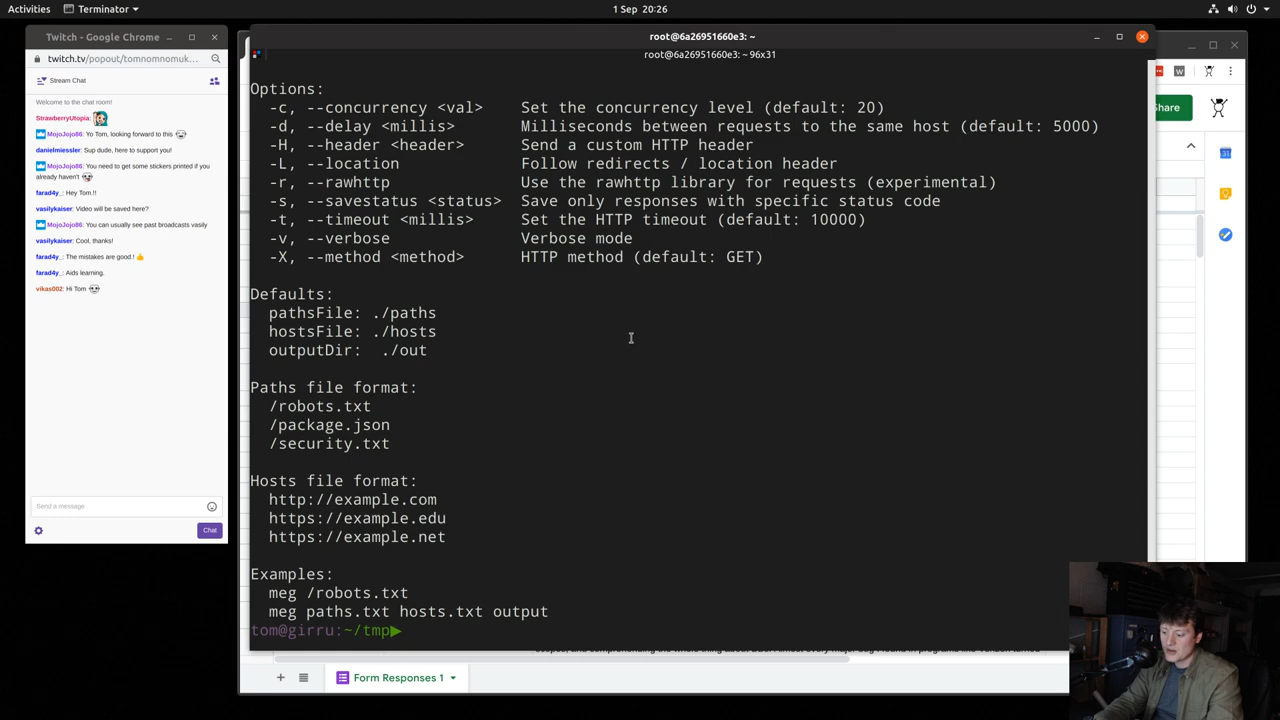 Activities
Terminator
1 Sep 20:26
Twitch - Google Chrome
twitch.tv/popout/tomnomnomuk…
Stream Chat
Welcome to the chat room!
StrawberryUtopia:
MojoJojo86: Yo Tom, looking forward to this
danielmiessler: Sup dude, here to support you!
MojoJojo86: You need to get some stickers printed if you
already haven't
farad4y_: Hey Tom.!!
vasilykaiser: Video will be saved here?
MojoJojo86: You can usually see past broadcasts vasily
vasilykaiser: Cool, thanks!
farad4y_: The mistakes are good.!
farad4y_: Aids learning.
vikas002: Hi Tom
Send a message
Chat
root@6a26951660e3: ~
root@6a26951660e3: ~ 96x31
Options:
-c, --concurrency <val> Set the concurrency level (default: 20)
-d, --delay <millis> Milliseconds between requests to the same host (default: 5000)
-H, --header <header> Send a custom HTTP header
-L, --location Follow redirects / location header
-r, --rawhttp Use the rawhttp library for requests (experimental)
-s, --savestatus <status> Save only responses with specific status code
-t, --timeout <millis> Set the HTTP timeout (default: 10000)
-v, --verbose Verbose mode
-X, --method <method> HTTP method (default: GET)
Defaults:
pathsFile: ./paths
hostsFile: ./hosts
outputDir: ./out
Paths file format:
/robots.txt
/package.json
/security.txt
Hosts file format:
http://example.com
https://example.edu
https://example.net
Examples:
meg /robots.txt
meg paths.txt hosts.txt output
tom@girru:~/tmp▶
Share
W
31
Form Responses 1